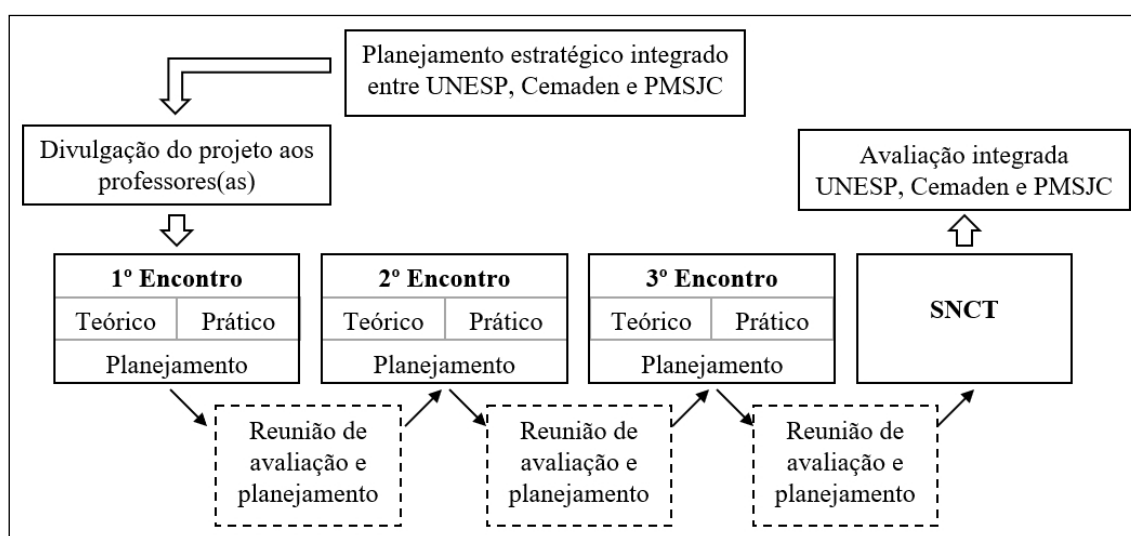 Planejamento estratégico integrado
entre UNESP, Cemaden e PMSJC
Divulgação do projeto aos
professores(as)
Avaliação integrada
UNESP, Cemaden e PMSJC
1º Encontro
Teórico
Prático
Planejamento
2º Encontro
Teórico
Prático
Planejamento
3º Encontro
Teórico
Prático
Planejamento
SNCT
Reunião de
avaliação e
planejamento
Reunião de
avaliação e
planejamento
Reunião de
avaliação e
planejamento